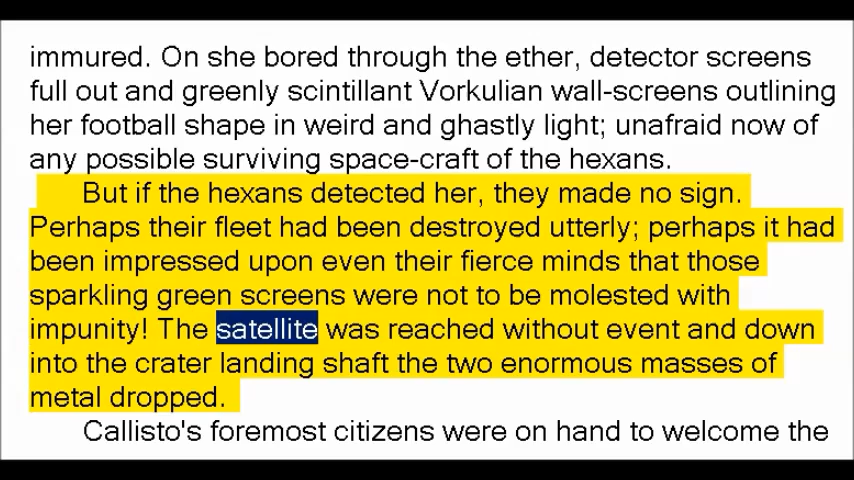 immured. On she bored through the ether, detector screens
full out and greenly scintillant Vorkulian wall-screens outlining
her football shape in weird and ghastly light; unafraid now of
any possible surviving space-craft of the hexans.
But if the hexans detected her, they made no sign.
Perhaps their fleet had been destroyed utterly; perhaps it had
been impressed upon even their fierce minds that those
sparkling green screens were not to be molested with
impunity! The satellite was reached without event and down
into the crater landing shaft the two enormous masses of
metal dropped.
Callisto's foremost citizens were on hand to welcome the